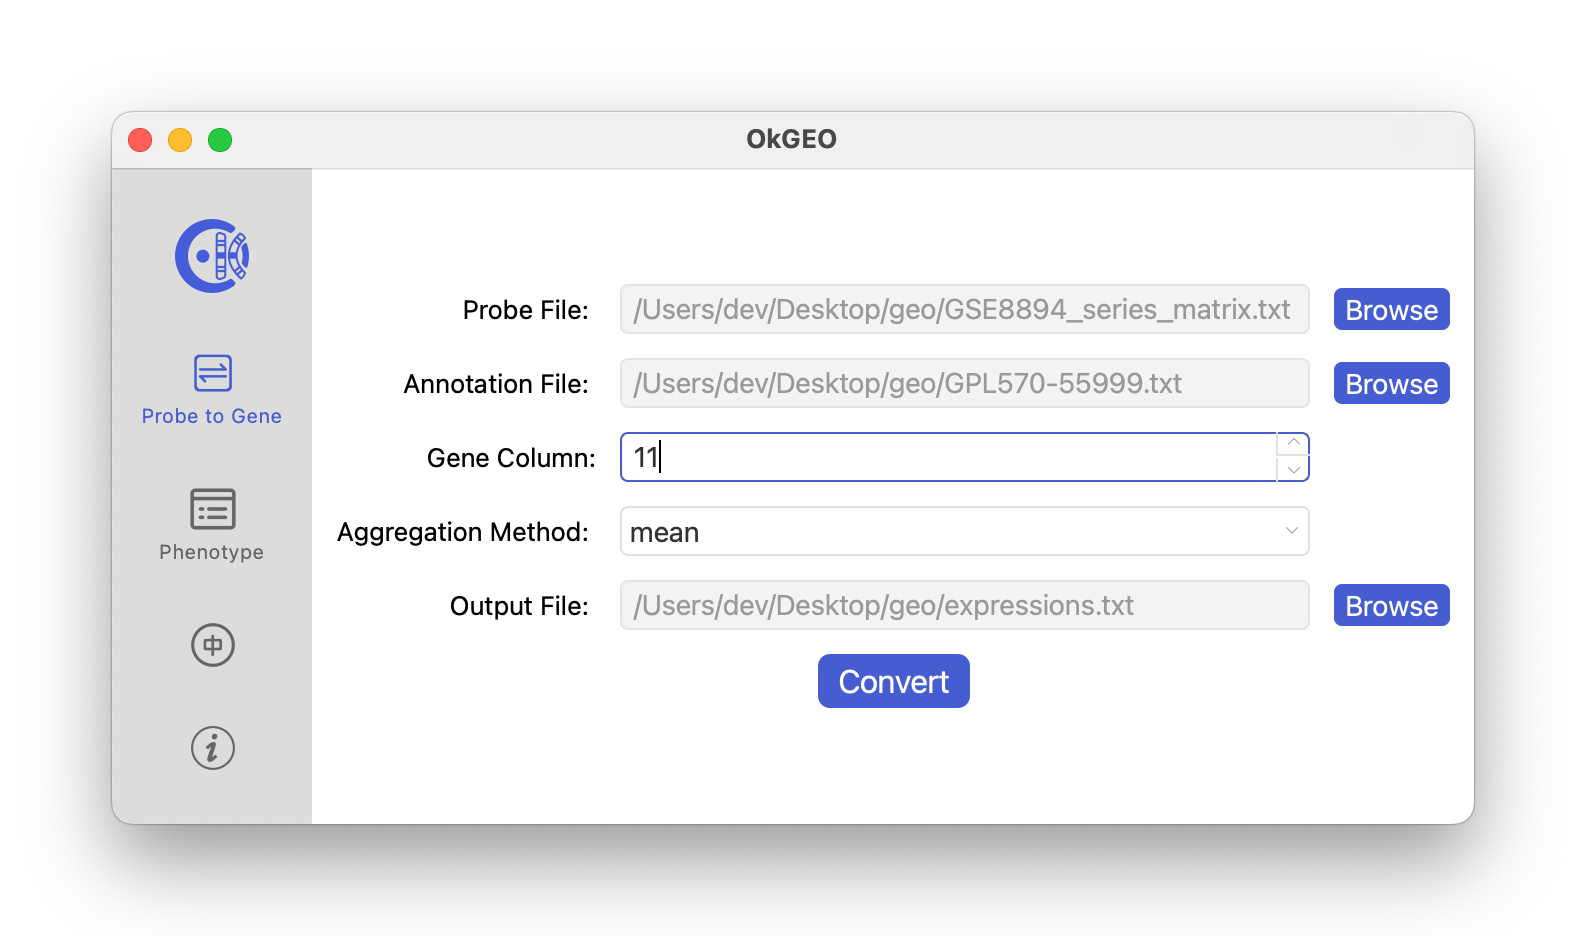 OkGEO
Probe to Gene
Phenotype
中
i
Probe File: /Users/dev/Desktop/geo/GSE8894_series_matrix.txt Browse
Annotation File: /Users/dev/Desktop/geo/GPL570-55999.txt Browse
Gene Column: 11
Aggregation Method: mean
Output File: /Users/dev/Desktop/geo/expressions.txt Browse
Convert